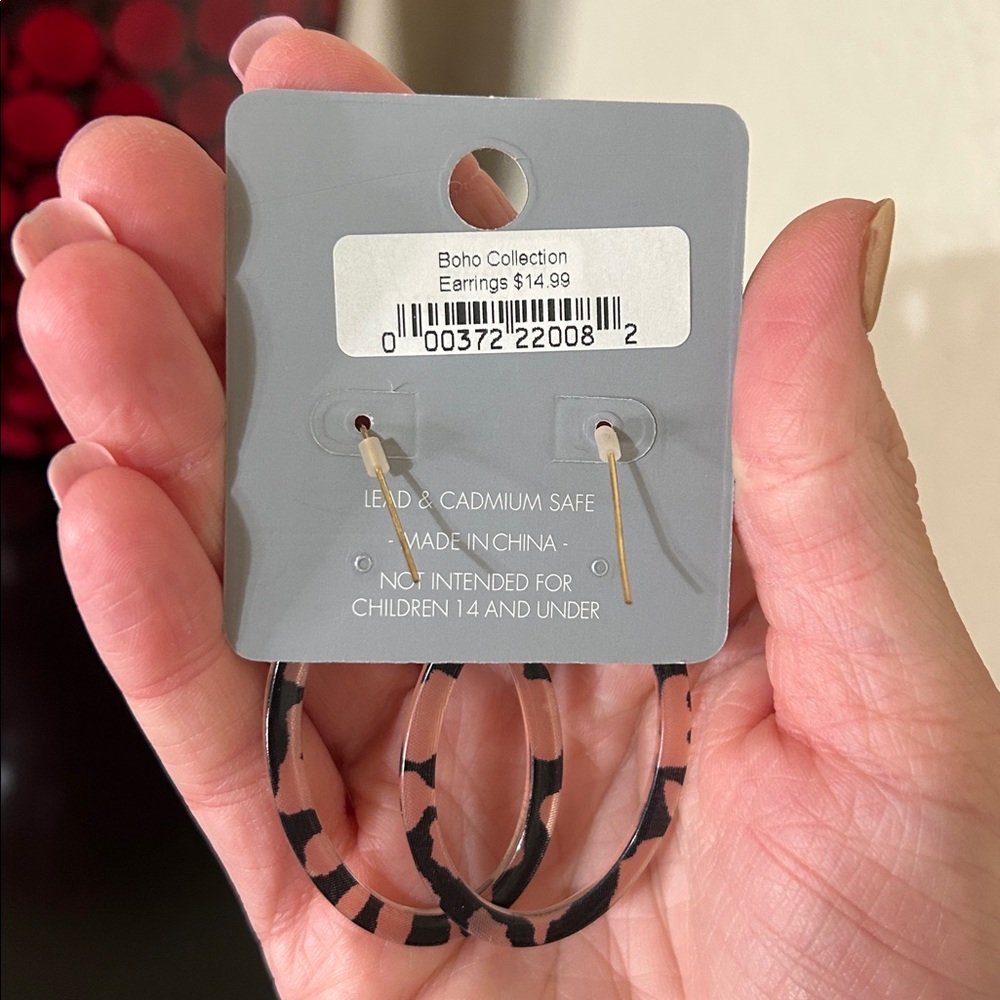 Boho Collection
Earrings $14.99
0 00372 22008 2
LEAD & CADMIUM SAFE
- MADE IN CHINA -
NOT INTENDED FOR
CHILDREN 14 AND UNDER